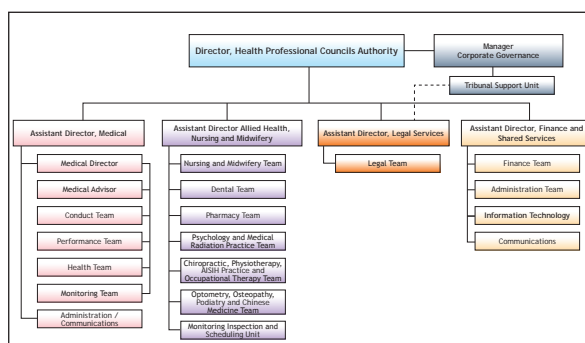 Director, Health Professional Councils Authority
Manager
Corporate Governance
Tribunal Support Unit
Assistant Director, Medical
Medical Director
Medical Advisor
Conduct Team
Performance Team
Health Team
Monitoring Team
Administration /
Communications
Assistant Director Allied Health,
Nursing and Midwifery
Nursing and Midwifery Team
Dental Team
Pharmacy Team
Psychology and Medical
Radiation Practice Team
Chiropractic, Physiotherapy,
AISIH Practice and
Occupational Therapy Team
Optometry, Osteopathy,
Podiatry and Chinese
Medicine Team
Monitoring Inspection and
Scheduling Unit
Assistant Director, Legal Services
Legal Team
Assistant Director, Finance and
Shared Services
Finance Team
Administration Team
Information Technology
Communications